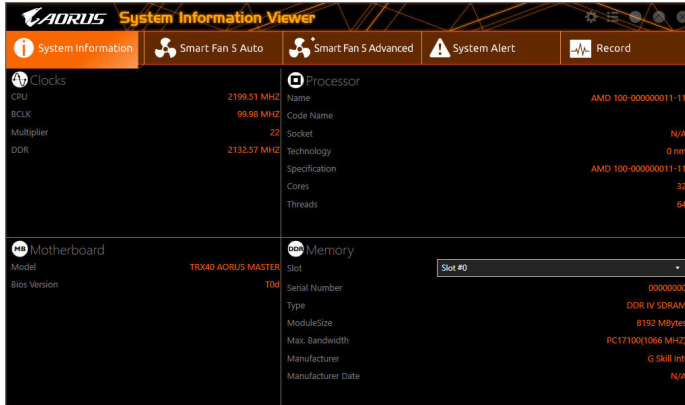 AORUS System Information Viewer
System Information
Smart Fan 5 Auto
Smart Fan 5 Advanced
System Alert
Record
Clocks
CPU 2199.51 MHZ
BCLK 99.98 MHZ
Multiplier 22
DDR 2132.57 MHZ
Processor
Name AMD 100-000000011-11
Code Name
Socket N/A
Technology 0 nm
Specification AMD 100-000000011-11
Cores 32
Threads 64
MB Motherboard
Model TRX40 AORUS MASTER
Bios Version T0d
DDR Memory
Slot Slot #0
Serial Number 00000000
Type DDR IV SDRAM
ModuleSize 8192 MBytes
Max. Bandwidth PC17100(1066 MHZ)
Manufacturer G Skill Intl
Manufacturer Date N/A